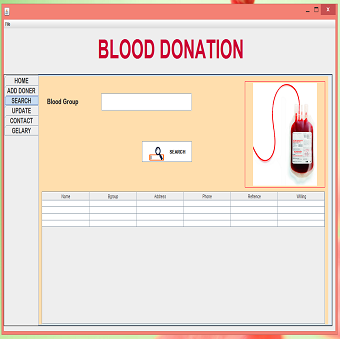 File
BLOOD DONATION
HOME
ADD DONER
SEARCH
UPDATE
CONTACT
GELARY
Blood Group
SEARCH
Name Bgroup Address Phone Refrence Willing